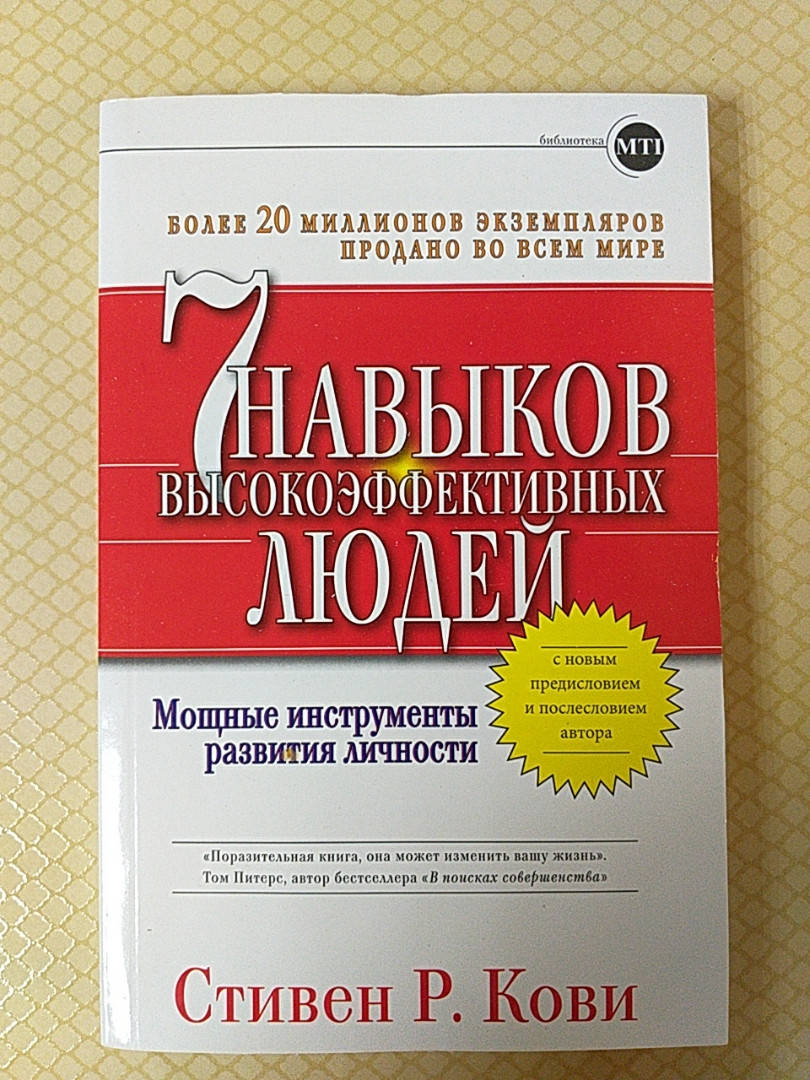 библиотека MTI
БОЛЕЕ 20 МИЛЛИОНОВ ЭКЗЕМПЛЯРОВ
ПРОДАНО ВО ВСЕМ МИРЕ
7 НАВЫКОВ
ВЫСОКОЭФФЕКТИВНЫХ
ЛЮДЕЙ
с новым
предисловием
и послесловием
автора
Мощные инструменты
развития личности
«Поразительная книга, она может изменить вашу жизнь».
Том Питерс, автор бестселлера «В поисках совершенства»
Стивен Р. Кови